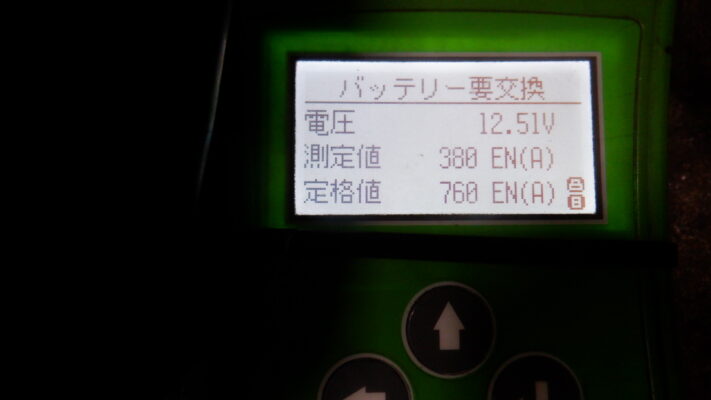 バッテリー要交換
電圧 12.51V
測定値 380 EN(A)
定格値 760 EN(A)